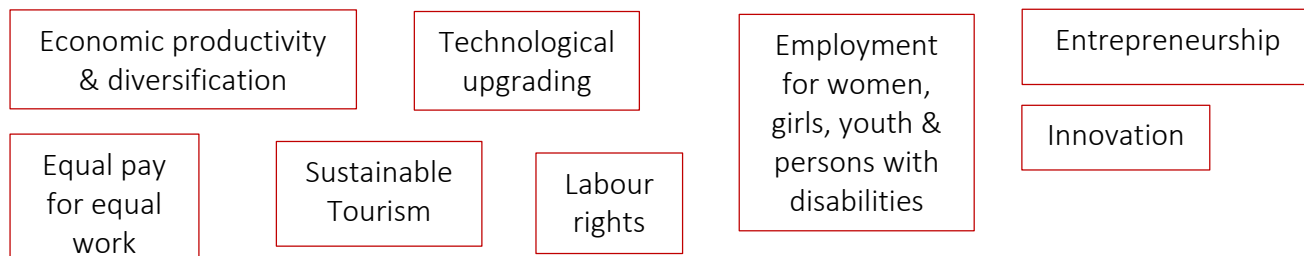 Economic productivity
& diversification
Technological
upgrading
Employment
for women,
girls, youth &
persons with
disabilities
Entrepreneurship
Innovation
Equal pay
for equal
work
Sustainable
Tourism
Labour
rights